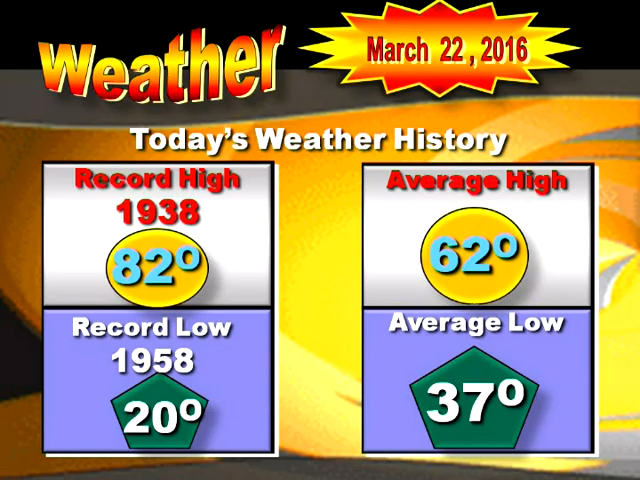 Weather
March 22, 2016
Today's Weather History
Record High
1938
82º
Record Low
1958
20º
Average High
62º
Average Low
37º